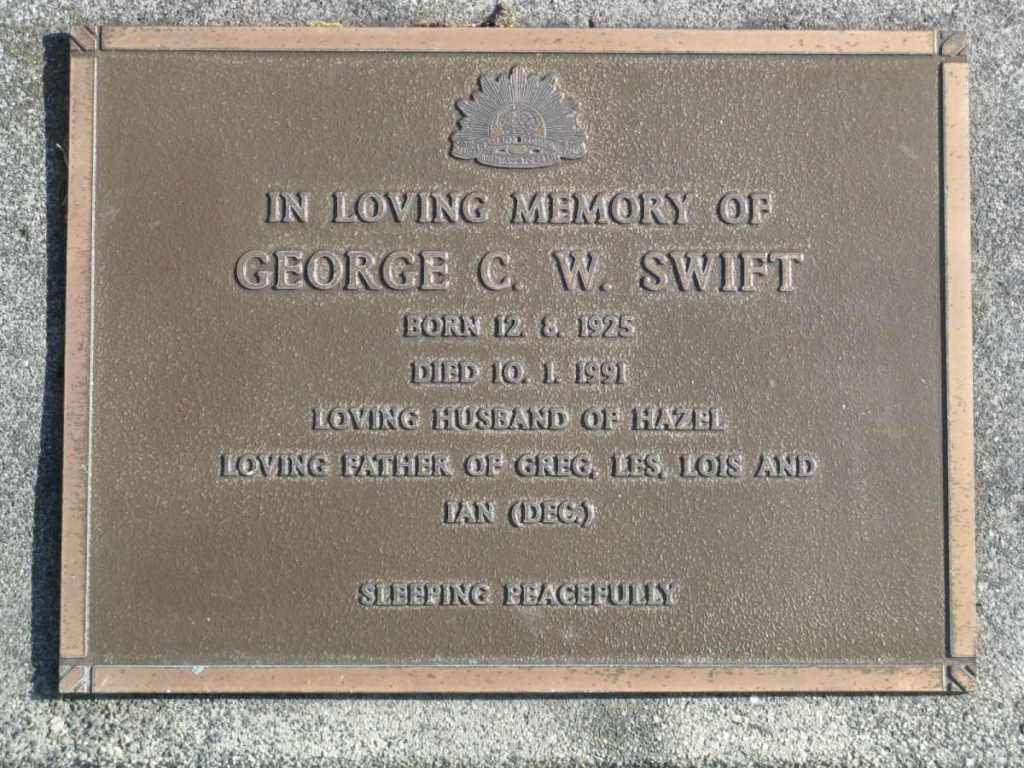 IN LOVING MEMORY OF
GEORGE C. W. SWIFT
BORN 12. 8. 1925
DIED 10. 1. 1991
LOVING HUSBAND OF HAZEL
LOVING FATHER OF GREG, LES, LOIS AND
IAN (DEC.)
SLEEPING PEACEFULLY